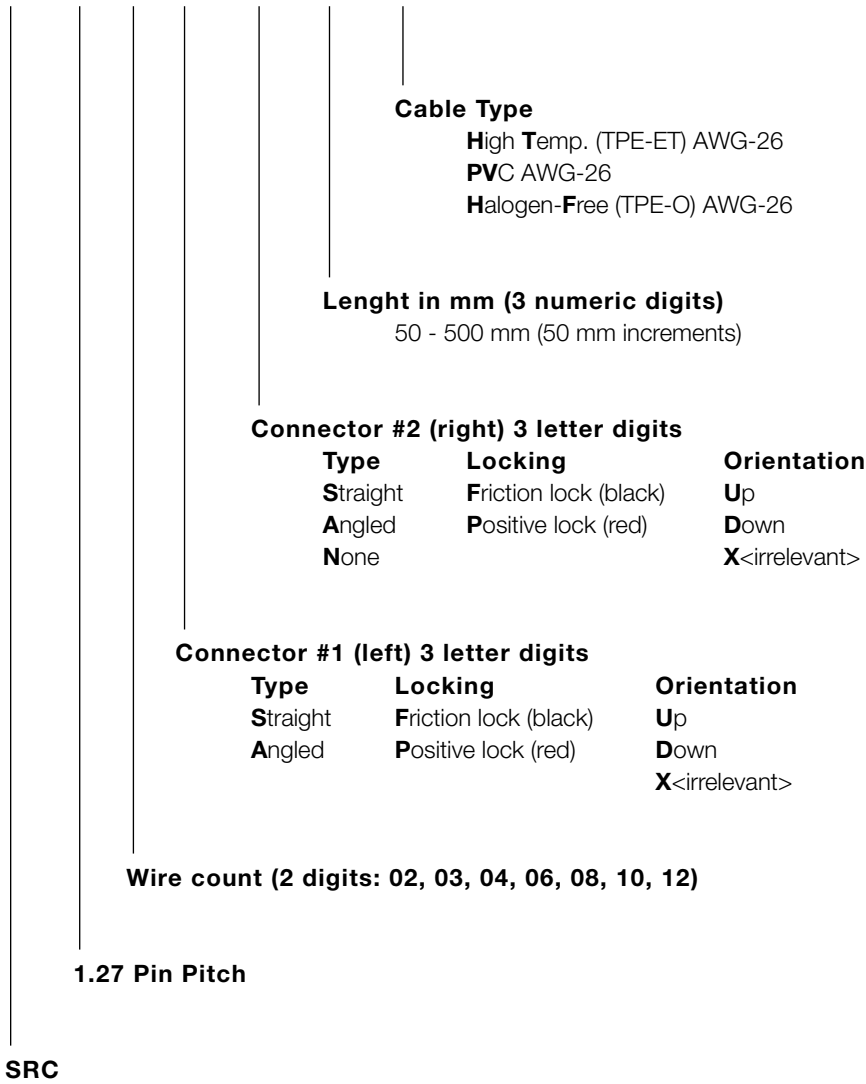 Cable Type
High Temp. (TPE-ET) AWG-26
PVC AWG-26
Halogen-Free (TPE-O) AWG-26
Lenght in mm (3 numeric digits)
50 - 500 mm (50 mm increments)
Connector #2 (right) 3 letter digits
Type Locking Orientation
Straight Friction lock (black) Up
Angled Positive lock (red) Down
None X<irrelevant>
Connector #1 (left) 3 letter digits
Type Locking Orientation
Straight Friction lock (black) Up
Angled Positive lock (red) Down
X<irrelevant>
Wire count (2 digits: 02, 03, 04, 06, 08, 10, 12)
1.27 Pin Pitch
SRC